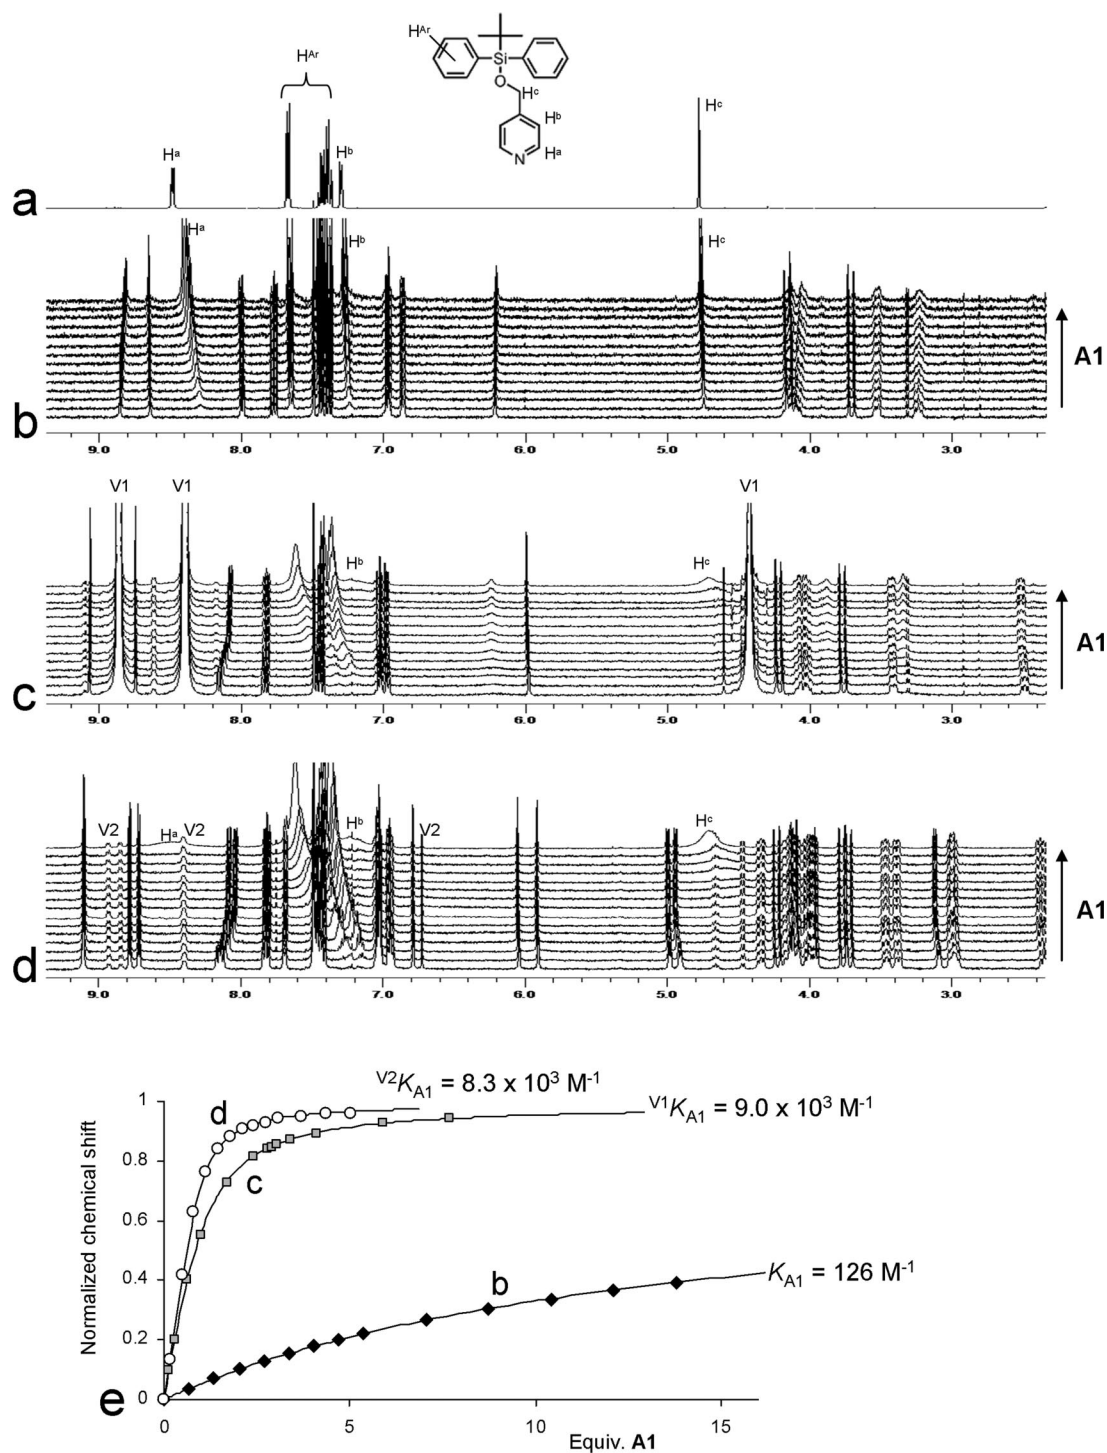 H^Ar
H^Ar
Si
O
H^c
H^b
H^a
N
H^a
H^b
H^c
a
H^a
H^b
H^c
A1
b
9.0 8.0 7.0 6.0 5.0 4.0 3.0
V1 V1 V1
H^b
H^c
A1
c
9.0 8.0 7.0 6.0 5.0 4.0 3.0
V2 H^a V2 H^b V2 H^c
A1
d
9.0 8.0 7.0 6.0 5.0 4.0 3.0
^V2K_A1 = 8.3 x 10^3 M^-1
^V1K_A1 = 9.0 x 10^3 M^-1
K_A1 = 126 M^-1
d
c
b
e
Normalized chemical shift
1
0.8
0.6
0.4
0.2
0
0 5 10 15
Equiv. A1